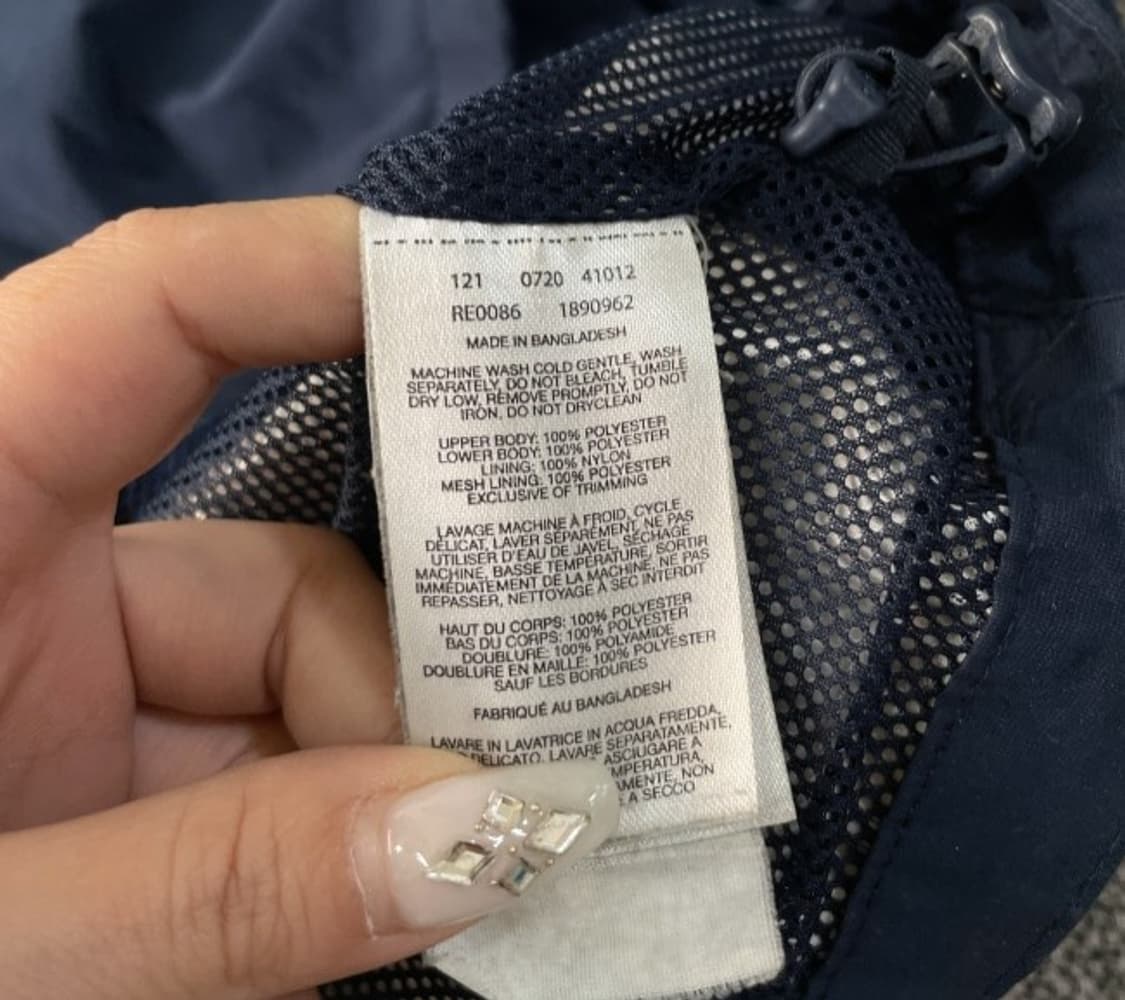 121 0720 41012
RE0086 1890962
MADE IN BANGLADESH
MACHINE WASH COLD GENTLE, WASH
SEPARATELY, DO NOT BLEACH, TUMBLE
DRY LOW, REMOVE PROMPTLY, DO NOT
IRON, DO NOT DRYCLEAN
UPPER BODY: 100% POLYESTER
LOWER BODY: 100% POLYESTER
LINING: 100% NYLON
MESH LINING: 100% POLYESTER
EXCLUSIVE OF TRIMMING
LAVAGE MACHINE À FROID, CYCLE
DÉLICAT, LAVER SÉPARÉMENT, NE PAS
UTILISER D'EAU DE JAVEL, SÉCHAGE
MACHINE, BASSE TEMPÉRATURE, SORTIR
IMMÉDIATEMENT DE LA MACHINE, NE PAS
REPASSER, NETTOYAGE À SEC INTERDIT
HAUT DU CORPS: 100% POLYESTER
BAS DU CORPS: 100% POLYESTER
DOUBLURE: 100% POLYAMIDE
DOUBLURE EN MAILLE: 100% POLYESTER
SAUF LES BORDURES
FABRIQUÉ AU BANGLADESH
LAVARE IN LAVATRICE IN ACQUA FREDDA,
DELICATO, LAVARE SEPARATAMENTE,
ASCIUGARE A
MPERATURA,
AMENTE, NON
A SECCO